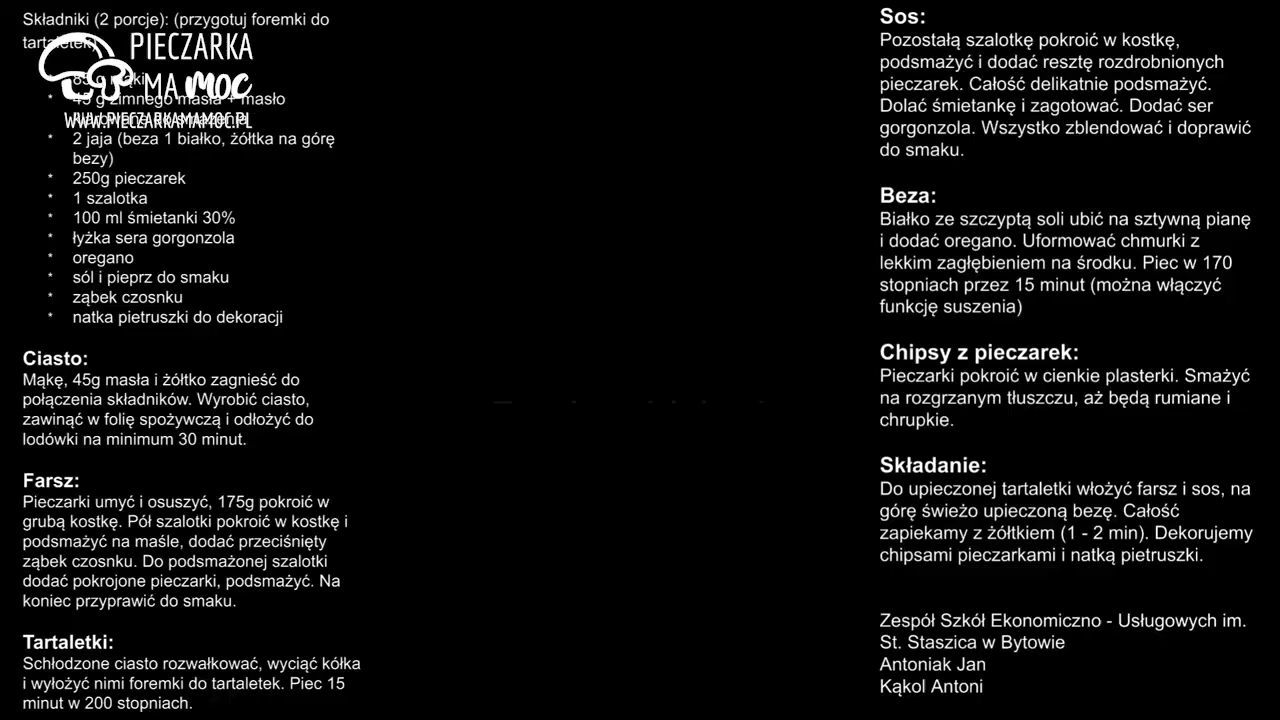 Składniki (2 porcje): (przygotuj foremki do
tartaletek)
PIECZARKA
MA MOC
WWW.PIECZARKAMAMOC.PL
* 45 g zimnego masła + masło
* 2 jaja (beza 1 białko, żółtka na górę
bezy)
* 250g pieczarek
* 1 szalotka
* 100 ml śmietanki 30%
* łyżka sera gorgonzola
* oregano
* sól i pieprz do smaku
* ząbek czosnku
* natka pietruszki do dekoracji
Ciasto:
Mąkę, 45g masła i żółtko zagnieść do
połączenia składników. Wyrobić ciasto,
zawinąć w folię spożywczą i odłożyć do
lodówki na minimum 30 minut.
Farsz:
Pieczarki umyć i osuszyć, 175g pokroić w
grubą kostkę. Pół szalotki pokroić w kostkę i
podsmażyć na maśle, dodać przeciśnięty
ząbek czosnku. Do podsmażonej szalotki
dodać pokrojone pieczarki, podsmażyć. Na
koniec przyprawić do smaku.
Tartaletki:
Schłodzone ciasto rozwałkować, wyciąć kółka
i wyłożyć nimi foremki do tartaletek. Piec 15
minut w 200 stopniach.
Sos:
Pozostałą szalotkę pokroić w kostkę,
podsmażyć i dodać resztę rozdrobnionych
pieczarek. Całość delikatnie podsmażyć.
Dolać śmietankę i zagotować. Dodać ser
gorgonzola. Wszystko zblendować i doprawić
do smaku.
Beza:
Białko ze szczyptą soli ubić na sztywną pianę
i dodać oregano. Uformować chmurki z
lekkim zagłębieniem na środku. Piec w 170
stopniach przez 15 minut (można włączyć
funkcję suszenia)
Chipsy z pieczarek:
Pieczarki pokroić w cienkie plasterki. Smażyć
na rozgrzanym tłuszczu, aż będą rumiane i
chrupkie.
Składanie:
Do upieczonej tartaletki włożyć farsz i sos, na
górę świeżo upieczoną bezę. Całość
zapiekamy z żółtkiem (1 - 2 min). Dekorujemy
chipsami pieczarkami i natką pietruszki.
Zespół Szkół Ekonomiczno - Usługowych im.
St. Staszica w Bytowie
Antoniak Jan
Kąkol Antoni